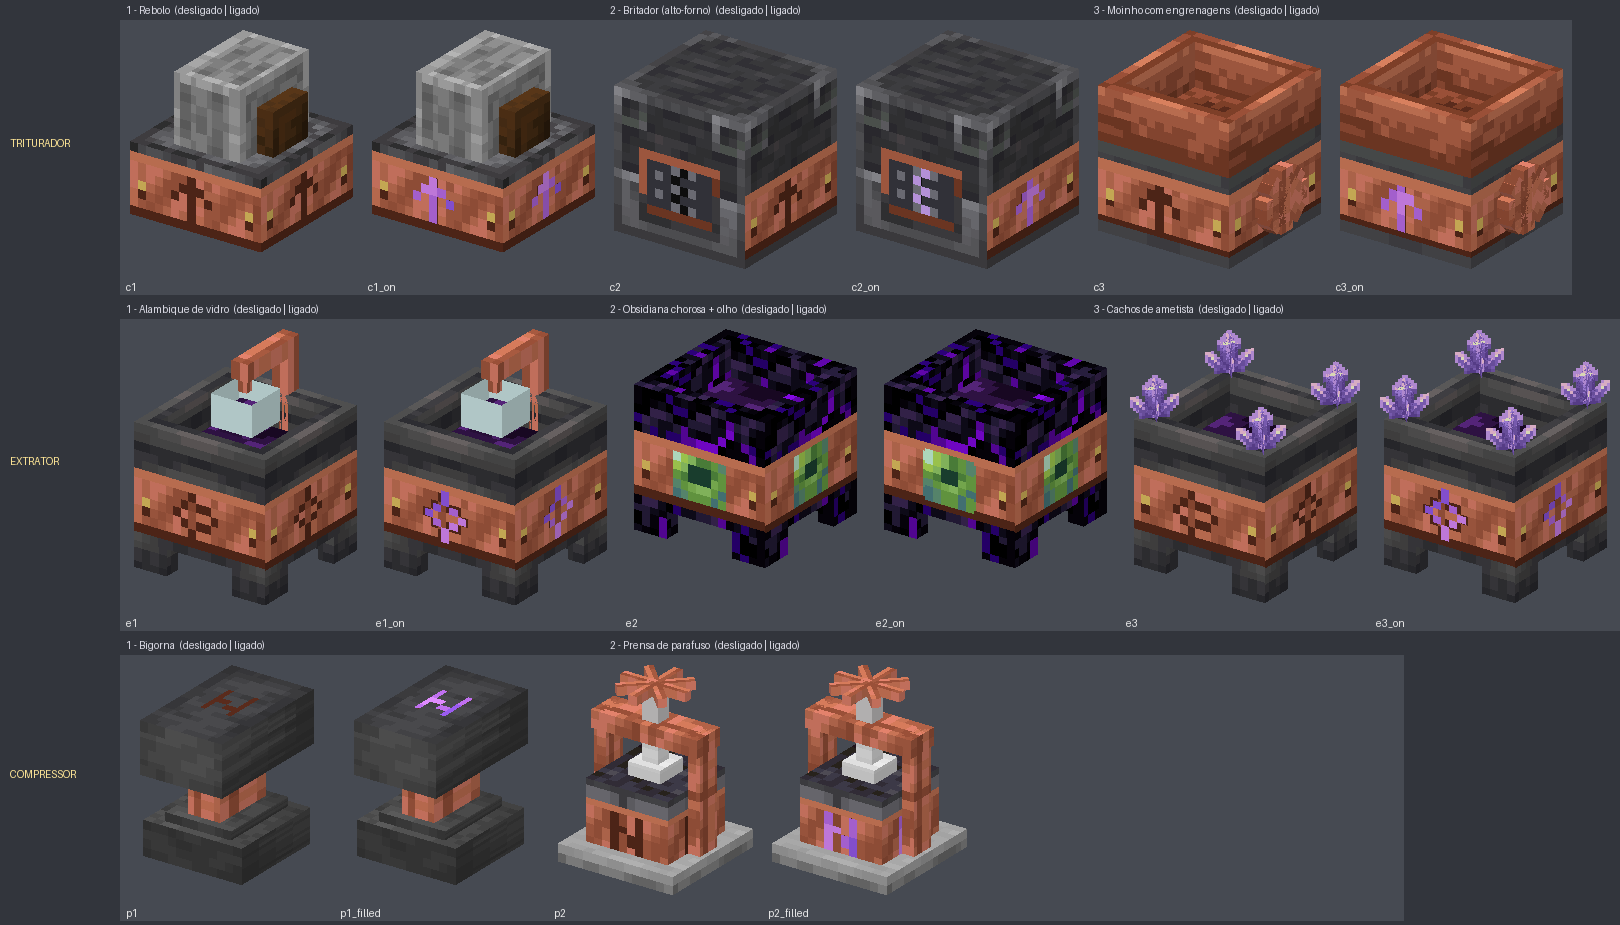 1 - Rebolo (desligado | ligado)
2 - Britador (alto-forno) (desligado | ligado)
3 - Moinho com engrenagens (desligado | ligado)
TRITURADOR
c1
c1_on
c2
c2_on
c3
c3_on
1 - Alambique de vidro (desligado | ligado)
2 - Obsidiana chorosa + olho (desligado | ligado)
3 - Cachos de ametista (desligado | ligado)
EXTRATOR
e1
e1_on
e2
e2_on
e3
e3_on
1 - Bigorna (desligado | ligado)
2 - Prensa de parafuso (desligado | ligado)
COMPRESSOR
p1
p1_filled
p2
p2_filled